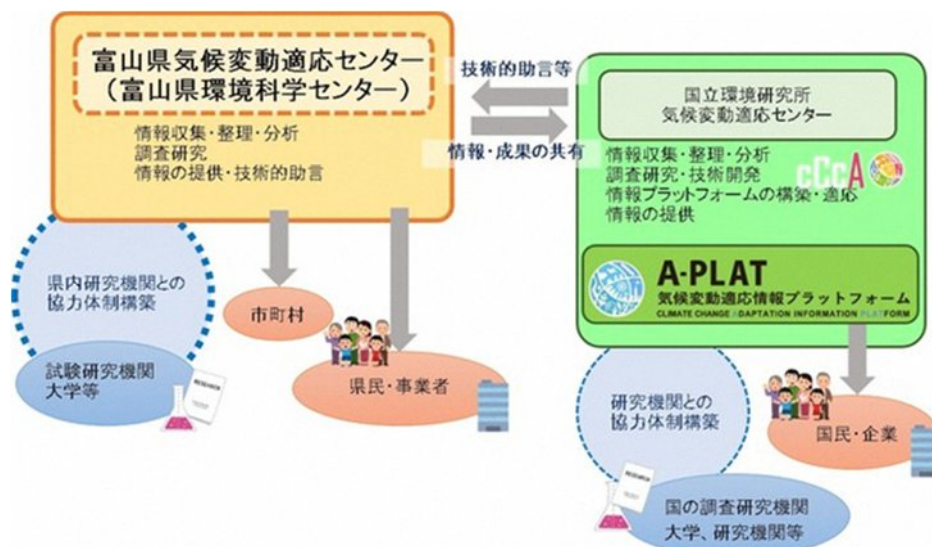 富山県気候変動適応センター
（富山県環境科学センター）
情報収集・整理・分析
調査研究
情報の提供・技術的助言
技術的助言等
情報・成果の共有
国立環境研究所
気候変動適応センター
情報収集・整理・分析
調査研究・技術開発
情報プラットフォームの構築・適応
情報の提供
CCCA
A-PLAT
気候変動適応情報プラットフォーム
CLIMATE CHANGE ADAPTATION INFORMATION PLATFORM
県内研究機関との
協力体制構築
試験研究機関
大学等
RESEARCH
市町村
県民・事業者
研究機関との
協力体制構築
国民・企業
RESEARCH
国の調査研究機関
大学、研究機関等